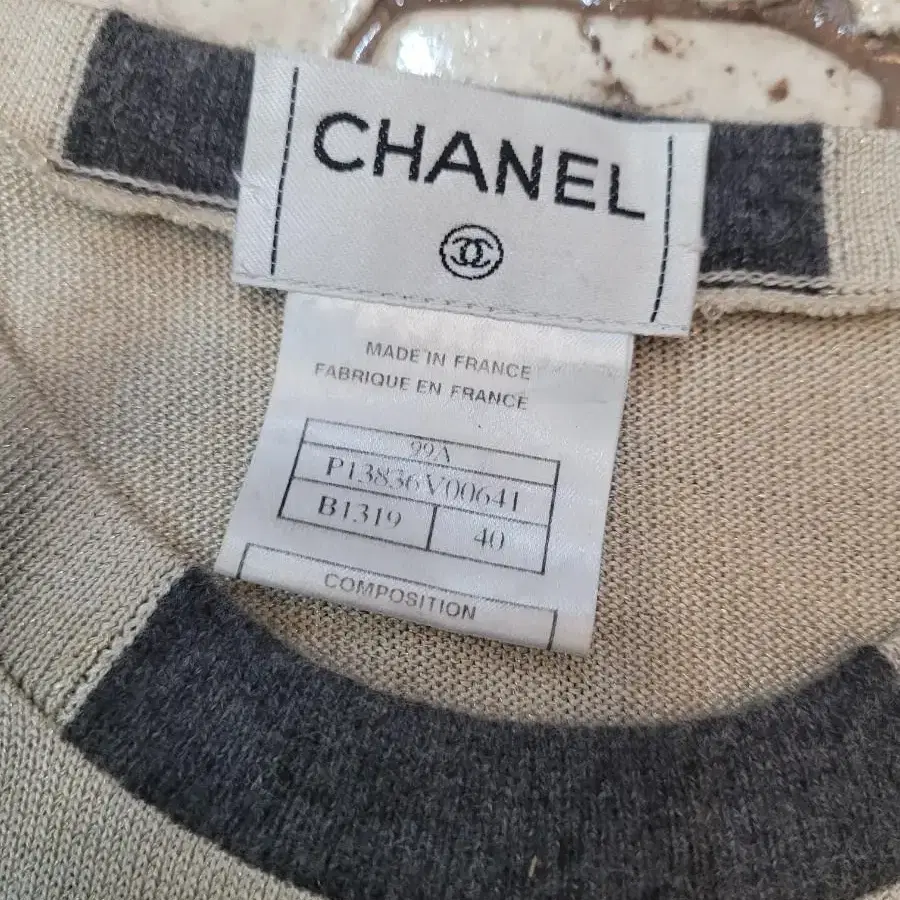 CHANEL
MADE IN FRANCE
FABRIQUE EN FRANCE
99A
P13836V00641
B1319 40
COMPOSITION